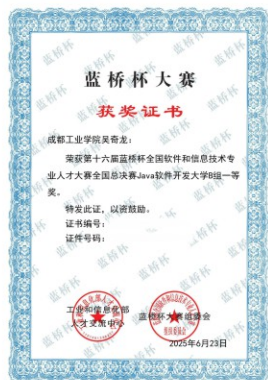 蓝桥杯大赛
获奖证书
成都工业学院吴奇龙：
荣获第十六届蓝桥杯全国软件和信息技术专
业人才大赛全国总决赛Java软件开发大学B组一等
奖。
特发此证，以资鼓励。
证书编号：
证件号码：
工业和信息化部
人才交流中心
蓝桥杯大赛组委会
2025年6月23日